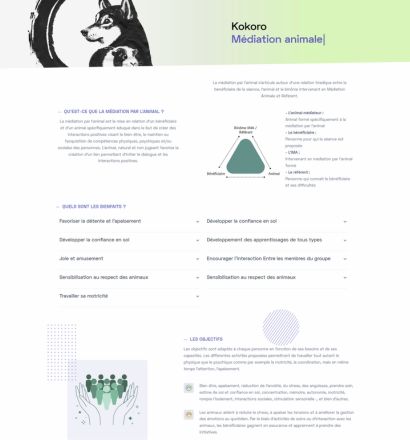 Kokoro
Médiation animale
La médiation par l'animal s'articule autour d'une relation triadique entre le
bénéficiaire de la séance, l'animal et le binôme Intervenant en Médiation
Animale et Référent.
— QU'EST-CE QUE LA MÉDIATION PAR L'ANIMAL ?
La médiation par l'animal est la mise en relation d'un bénéficiaire
et d'un animal spécifiquement éduqué dans le but de créer des
interactions positives visant le bien-être, le maintien ou
l'acquisition de compétences physiques, psychiques et/ou
sociales des personnes. L'animal, naturel et non jugeant favorise la
création d'un lien permettant d'initier le dialogue et les
interactions positives.
Binôme IMA /
Référent
Bénéficiaire
Animal
- L'animal médiateur :
Animal formé spécifiquement à la
médiation par l'animal
- Le bénéficiaire :
Personne pour qui la séance est
proposée
- L'IMA :
Intervenant en médiation par l'animal
formé
- Le référent :
Personne qui connait le bénéficiaire
et ses difficultés
— QUELS SONT LES BIENFAITS ?
Favoriser la détente et l'apaisement
Développer la confiance en soi
Développer la confiance en soi
Développement des apprentissages de tous types
Joie et amusement
Encourager l'interaction Entre les membres du groupe
Sensibilisation au respect des animaux
Sensibilisation au respect des animaux
Travailler sa motricité
— LES OBJECTIFS
Les objectifs sont adaptés à chaque personne en fonction de ses besoins et de ses
capacités. Les différentes activités proposées permettront de travailler tout autant le
physique que le psychique comme par exemple la motricité, la coordination, mais en même
temps l'attention, l'apaisement.
Bien être, apaisement, réduction de l'anxiété, du stress, des angoisses, prendre soin,
estime de soi et confiance en soi, concentration, mémoire, autonomie, motricité,
rompre l'isolement, interactions sociales, stimulation sensorielle ... et bien d'autres.
Les animaux aident à réduire le stress, à apaiser les tensions et à améliorer la gestion
des émotions au quotidien. Par le biais d'activités de soins ou d'interaction avec les
animaux, les bénéficiaires gagnent en assurance et apprennent à prendre des
initiatives.